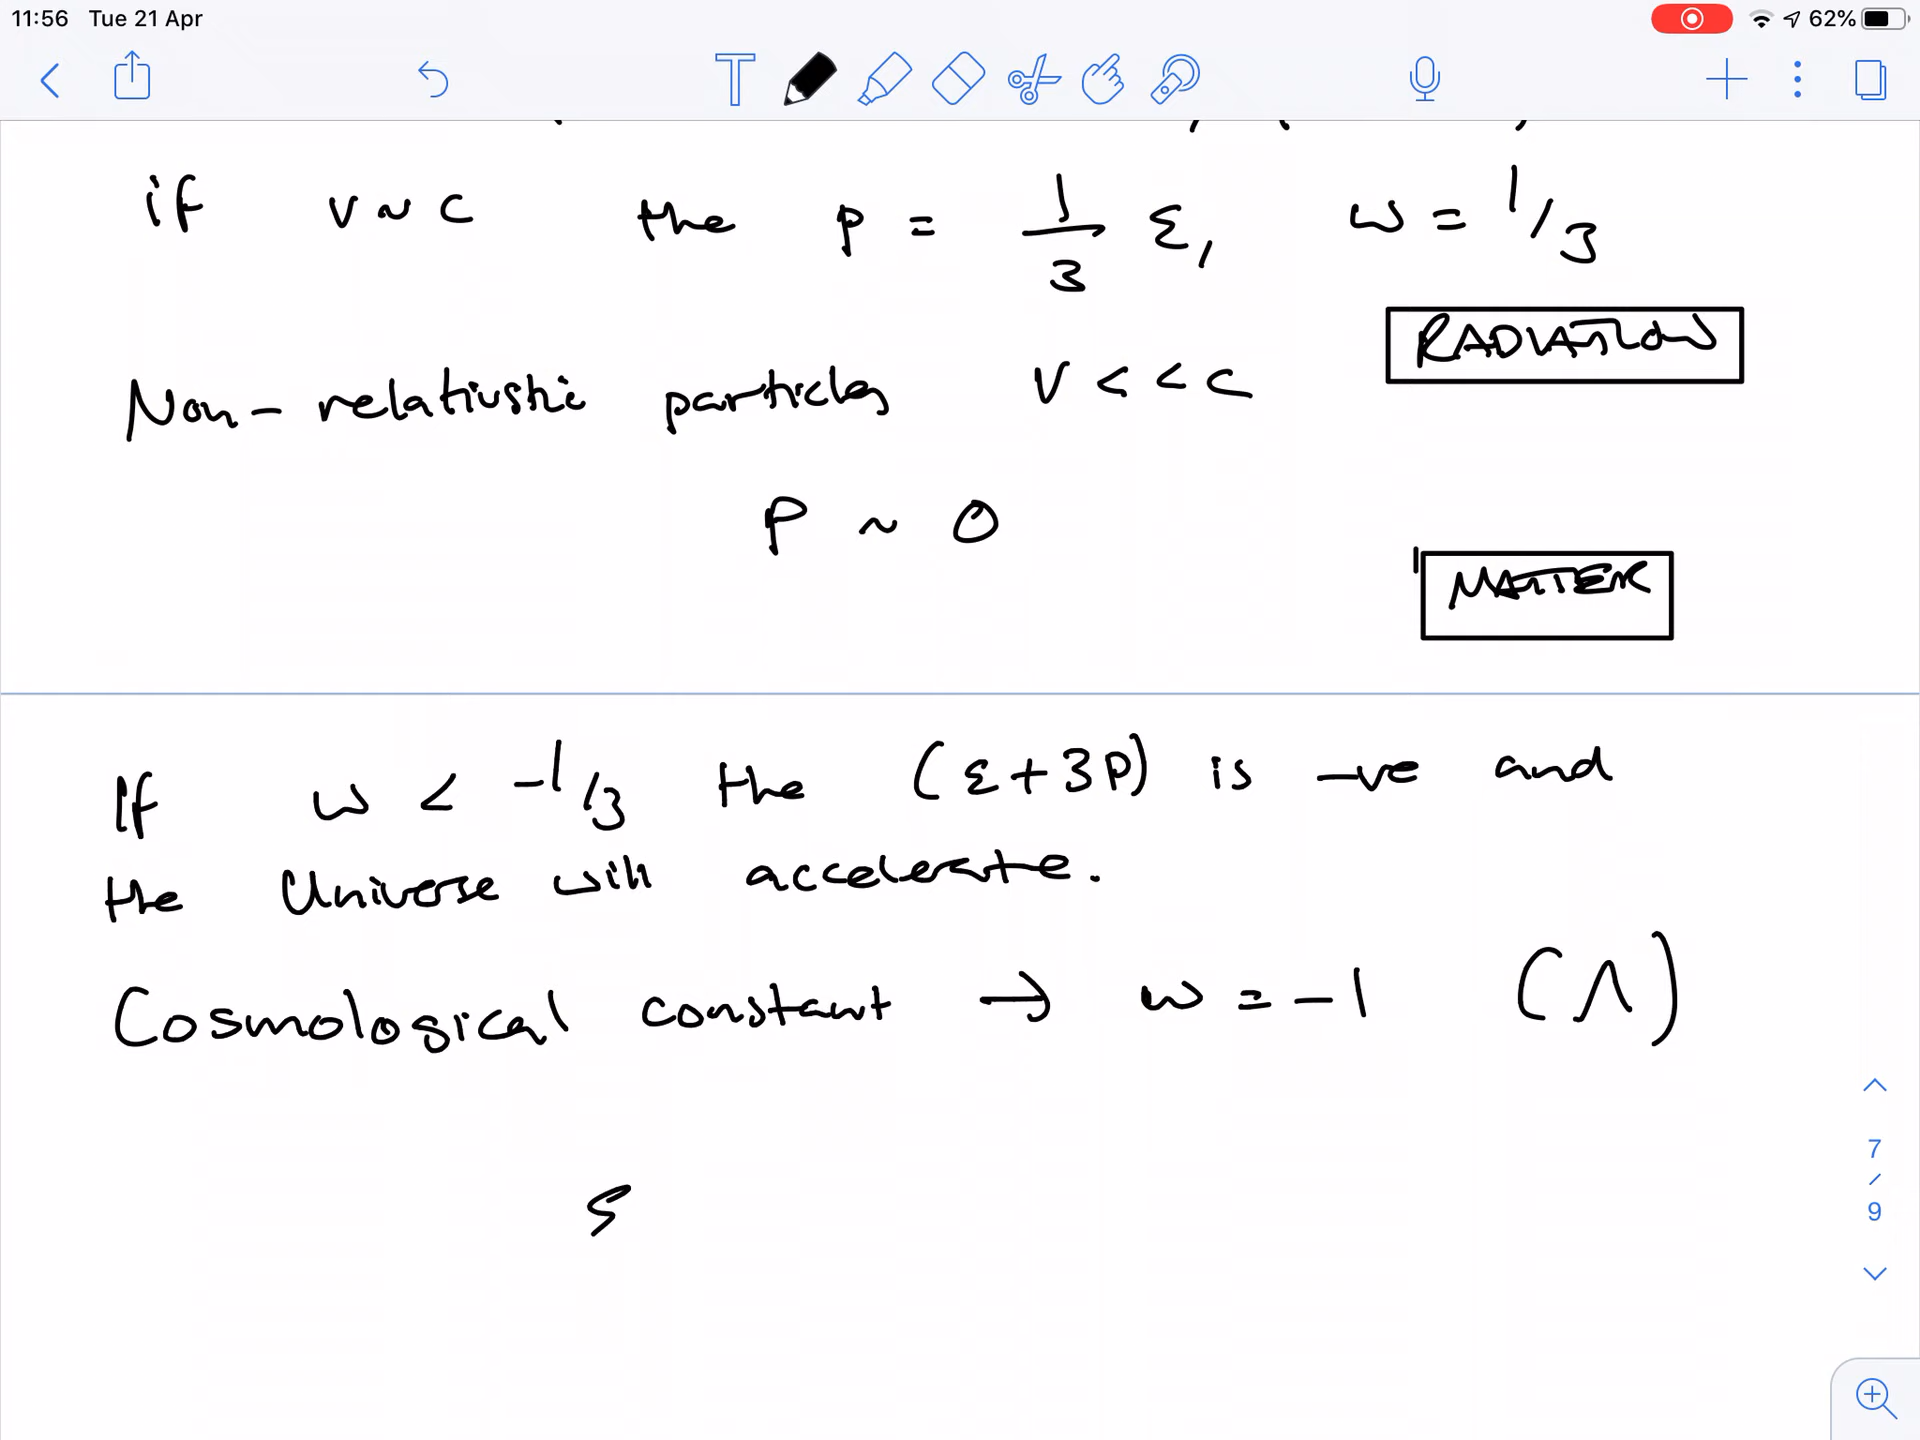 11:56 Tue 21 Apr 62%
if v ~ c the P = 1/3 ε, w = 1/3
RADIATION
Non-relativistic particles v < < c
P ~ 0
MATTER
If w < -1/3 the (ε+3P) is -ve and
the Universe will accelerate.
Cosmological constant → w = -1 (Λ)
7
/
9